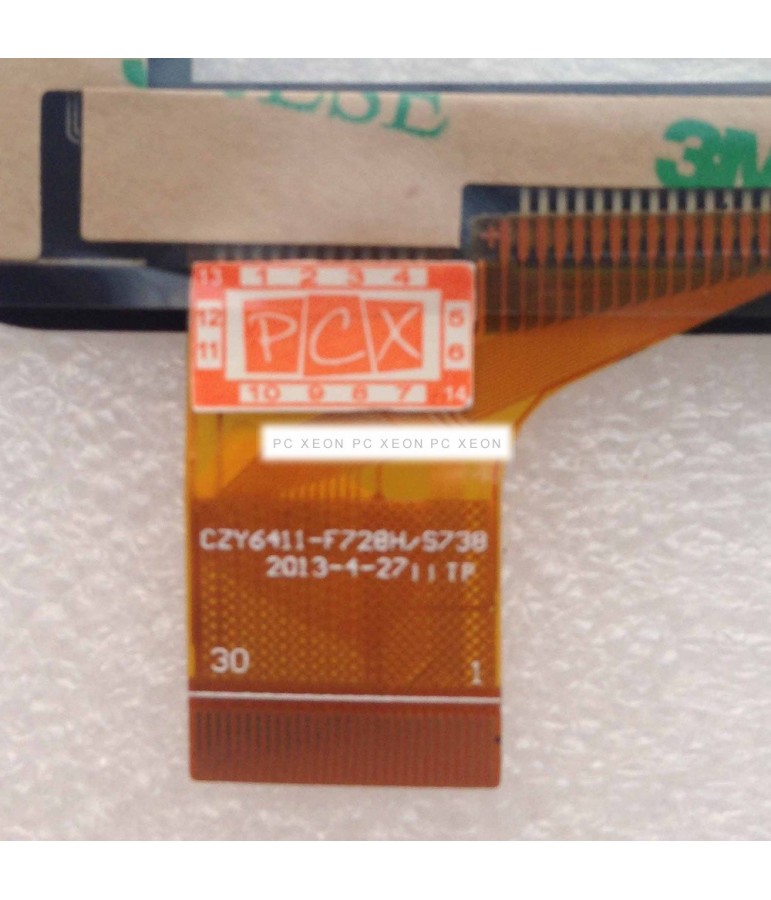 3M
13 1 2 3 4
12 PCX 5
11 6
10 9 8 7 14
PC XEON PC XEON PC XEON
CZY6411-F728H/S738
2013-4-27 11 TP
30 1